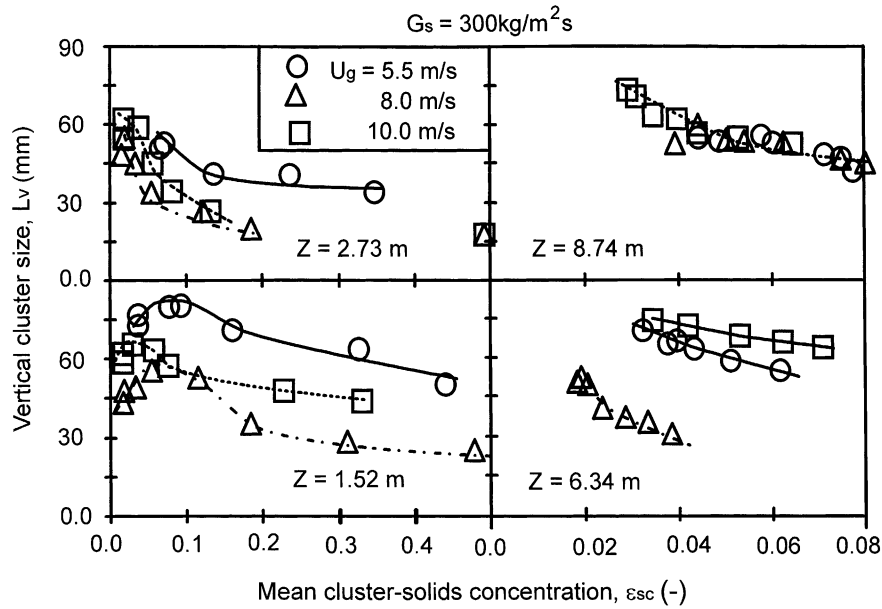 Gs = 300kg/m²s
90
60
30
0.0
Ug = 5.5 m/s
8.0 m/s
10.0 m/s
Z = 2.73 m
Z = 8.74 m
Vertical cluster size, Lv (mm)
60
30
0.0
Z = 1.52 m
Z = 6.34 m
0.0 0.1 0.2 0.3 0.4 0.0 0.02 0.04 0.06 0.08
Mean cluster-solids concentration, εsc (-)